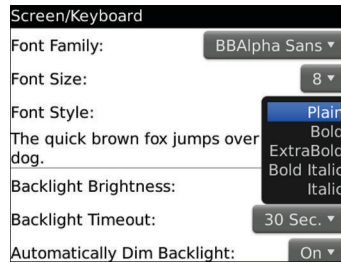 Screen/Keyboard
Font Family: BBAlpha Sans
Font Size: 8
Font Style: Plain
Bold
The quick brown fox jumps over
ExtraBold
dog.
Bold Italic
Backlight Brightness: Italic
Backlight Timeout: 30 Sec.
Automatically Dim Backlight: On